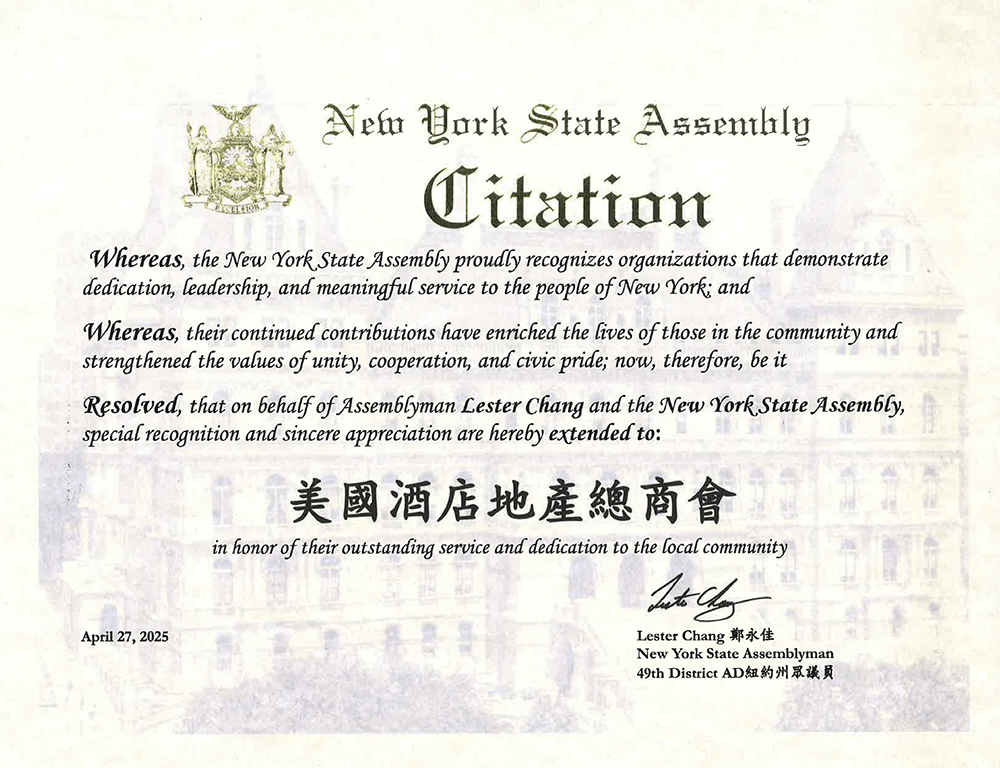 New York State Assembly
Citation
EXCELSIOR
Whereas, the New York State Assembly proudly recognizes organizations that demonstrate
dedication, leadership, and meaningful service to the people of New York; and
Whereas, their continued contributions have enriched the lives of those in the community and
strengthened the values of unity, cooperation, and civic pride; now, therefore, be it
Resolved, that on behalf of Assemblyman Lester Chang and the New York State Assembly,
special recognition and sincere appreciation are hereby extended to:
美國酒店地產總商會
in honor of their outstanding service and dedication to the local community
Lester Chang
April 27, 2025
Lester Chang 鄭永佳
New York State Assemblyman
49th District AD紐約州眾議員